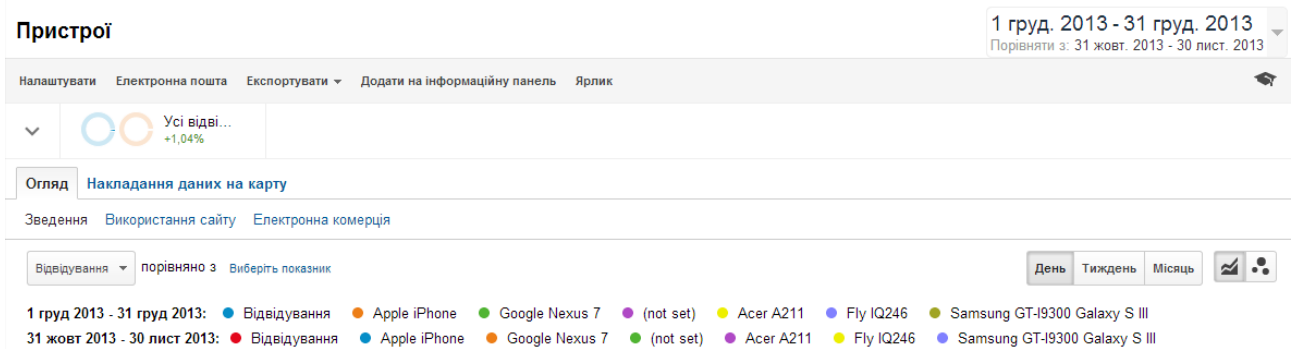 Пристрої
1 груд. 2013 - 31 груд. 2013
Порівняти з: 31 жовт. 2013 - 30 лист. 2013
Налаштувати Електронна пошта Експортувати Додати на інформаційну панель Ярлик
Усі відві...
+1,04%
Огляд Накладання даних на карту
Зведення Використання сайту Електронна комерція
Відвідування порівняно з Виберіть показник День Тиждень Місяць
1 груд 2013 - 31 груд 2013: Відвідування Apple iPhone Google Nexus 7 (not set) Acer A211 Fly IQ246 Samsung GT-I9300 Galaxy S III
31 жовт 2013 - 30 лист 2013: Відвідування Apple iPhone Google Nexus 7 (not set) Acer A211 Fly IQ246 Samsung GT-I9300 Galaxy S III